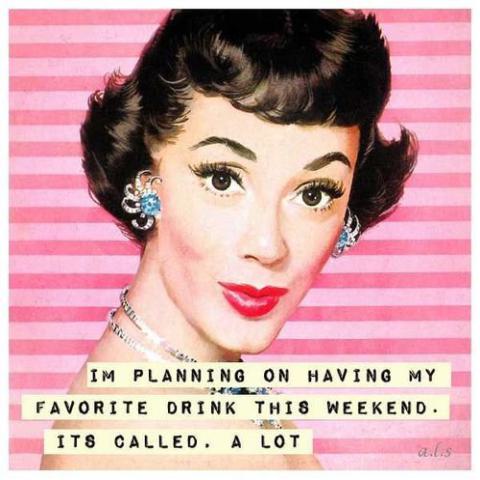 IM PLANNING ON HAVING MY
FAVORITE DRINK THIS WEEKEND.
ITS CALLED. A LOT
a.l.s